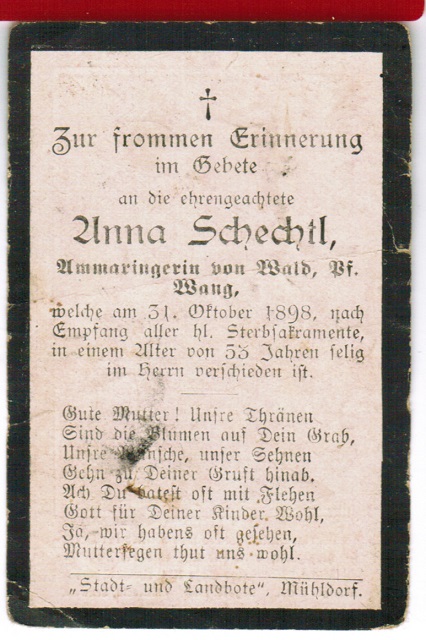 Zur frommen Erinnerung
im Gebete
an die ehrengeachtete
Anna Schechtl,
Ammaringerin von Wald, Pf.
Wang,
welche am 31. Oktober 1898, nach
Empfang aller hl. Sterbsakramente,
in einem Alter von 53 Jahren selig
im Herrn verschieden ist.
Gute Mutter! Unsre Thränen
Sind die Blumen auf Dein Grab,
Unsre Wünsche, unser Sehnen
Gehn zu Deiner Gruft hinab.
Ach Du batest oft mit Flehen
Gott für Deiner Kinder Wohl,
Ja, wir habens oft gesehen,
Muttersegen thut uns wohl.
„Stadt- und Landbote“, Mühldorf.